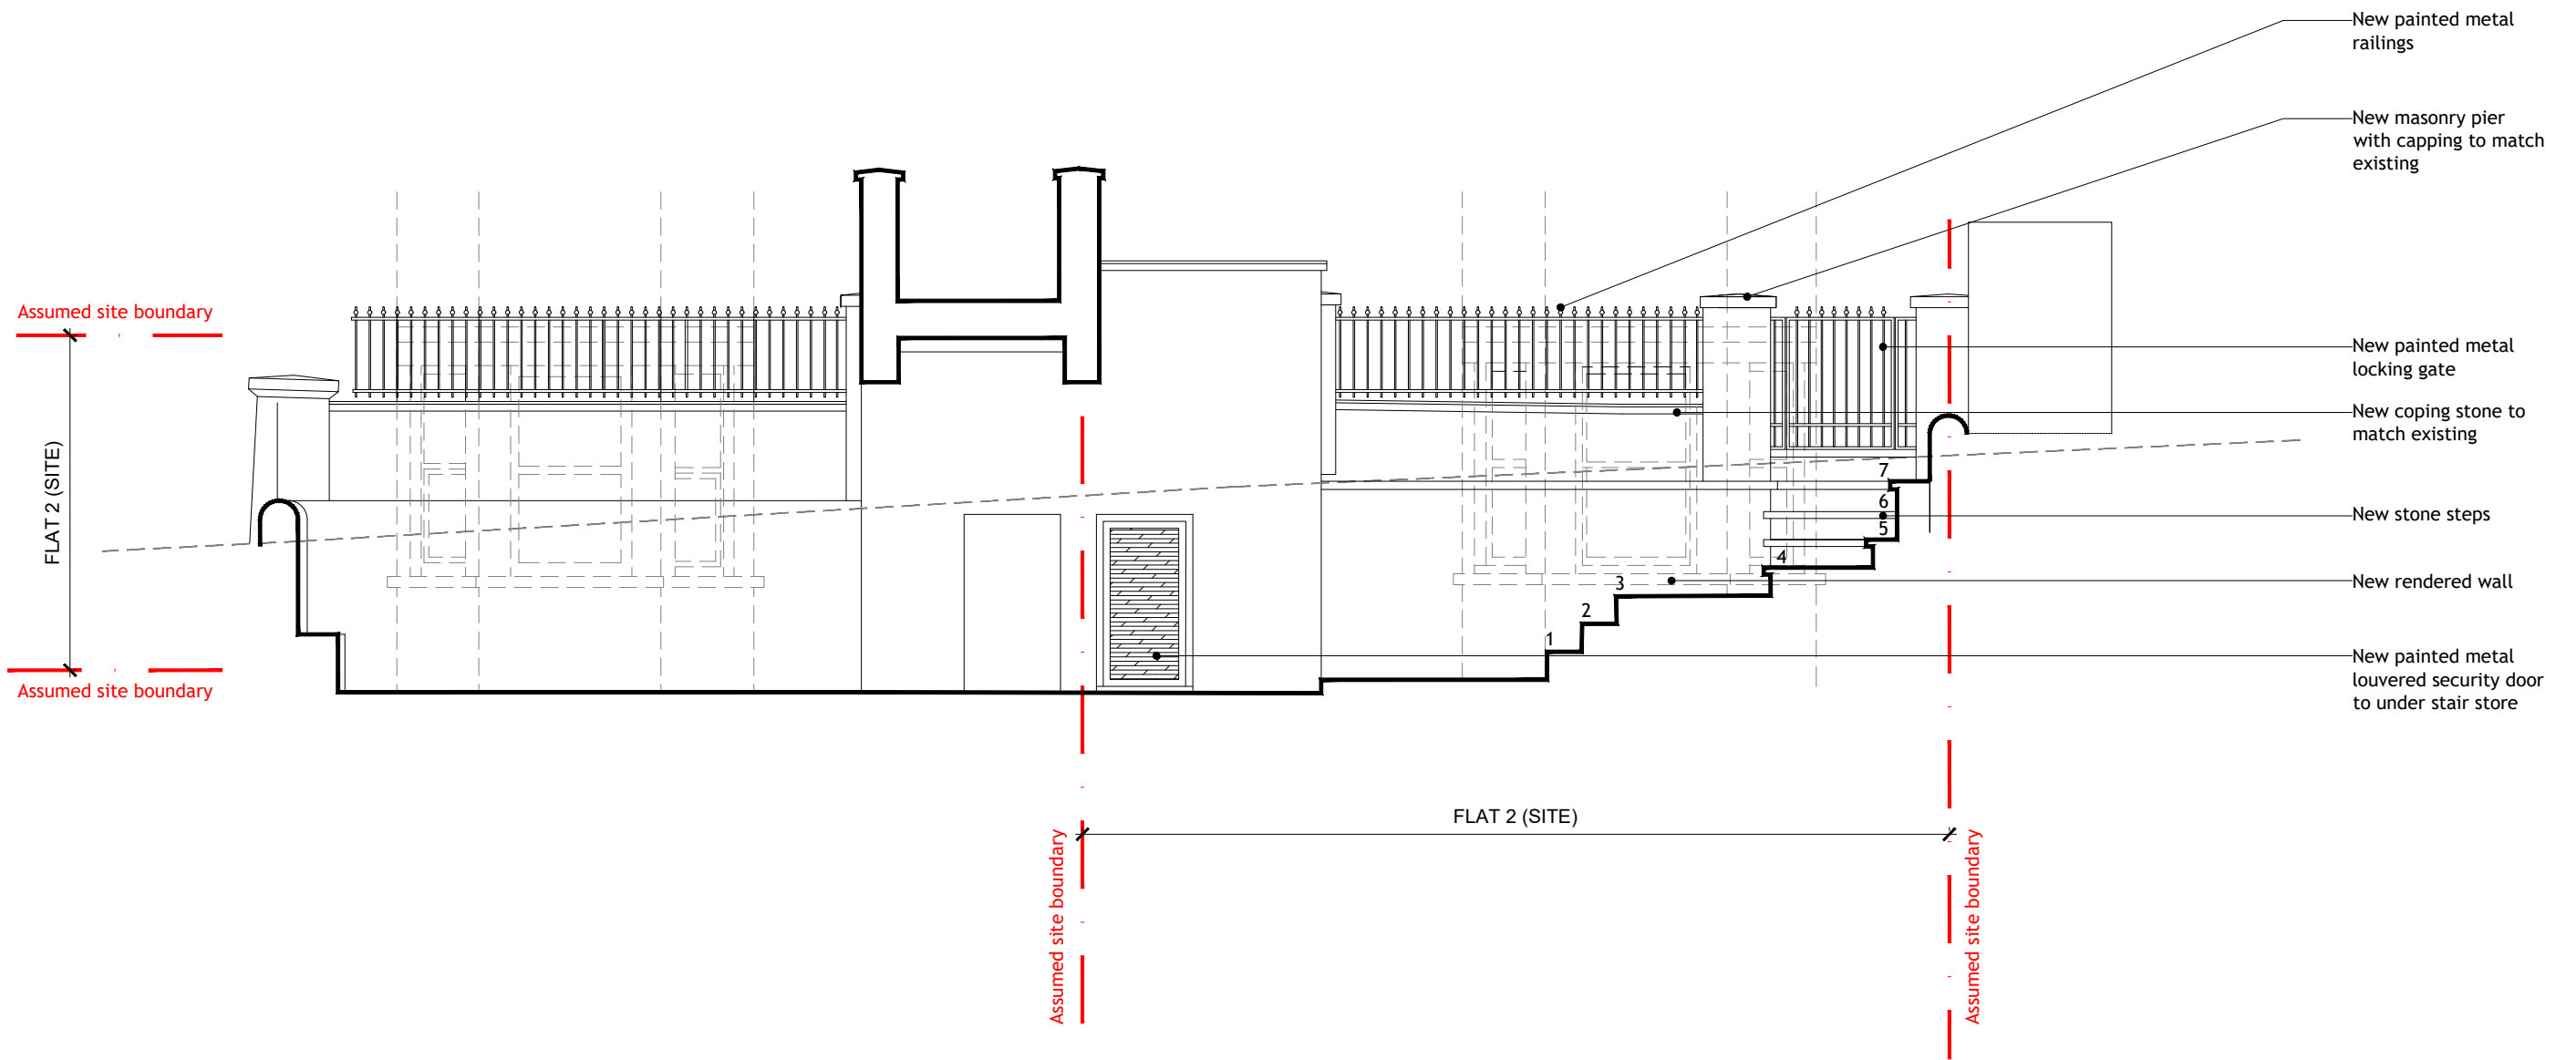 New painted metal
railings
New masonry pier
with capping to match
existing
Assumed site boundary
New painted metal
locking gate
New coping stone to
match existing
FLAT 2 (SITE)
7
6
5
4
3
2
1
New stone steps
New rendered wall
New painted metal
louvered security door
to under stair store
Assumed site boundary
FLAT 2 (SITE)
Assumed site boundary
Assumed site boundary